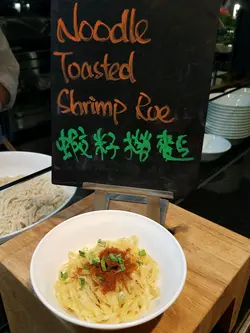 Noodle
Toasted
Shrimp Roe
蝦籽撈麵